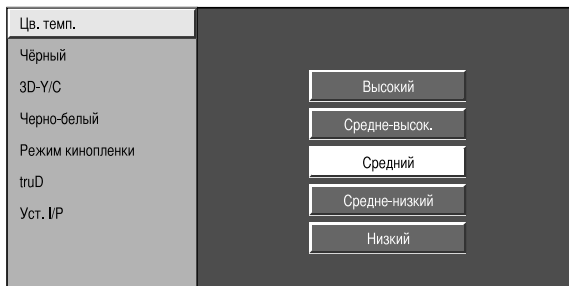 Цв. темп.
Чёрный
3D-Y/C
Черно-белый
Режим кинопленки
truD
Уст. I/P
Высокий
Средне-высок.
Средний
Средне-низкий
Низкий